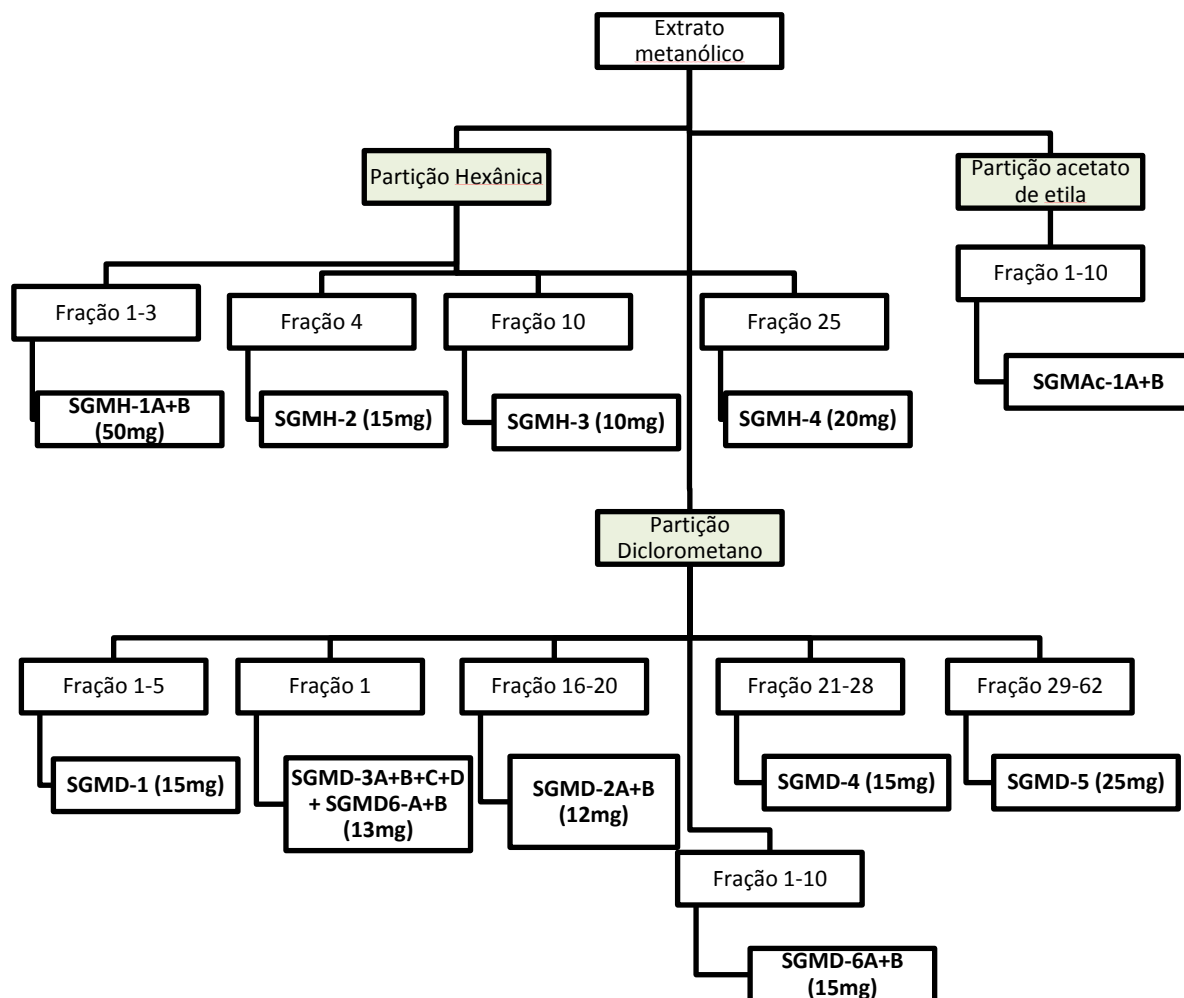 Extrato
metanólico
Partição Hexânica
Partição acetato
de etila
Fração 1-3
Fração 4
Fração 10
Fração 25
Fração 1-10
SGMH-1A+B
(50mg)
SGMH-2 (15mg)
SGMH-3 (10mg)
SGMH-4 (20mg)
SGMAc-1A+B
Partição
Diclorometano
Fração 1-5
Fração 1
Fração 16-20
Fração 21-28
Fração 29-62
SGMD-1 (15mg)
SGMD-3A+B+C+D
+ SGMD6-A+B
(13mg)
SGMD-2A+B
(12mg)
SGMD-4 (15mg)
SGMD-5 (25mg)
Fração 1-10
SGMD-6A+B
(15mg)